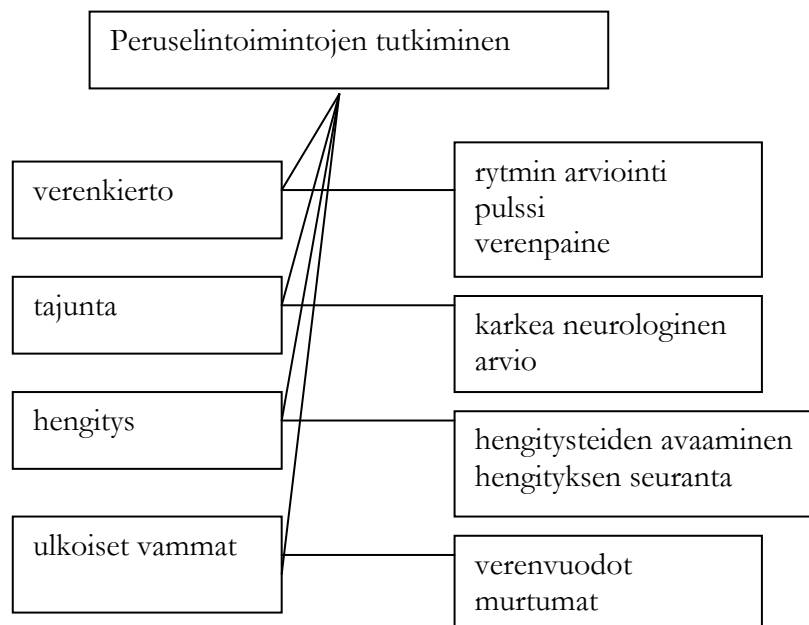 Peruselintoimintojen tutkiminen
verenkierto
rytmin arviointi
pulssi
verenpaine
tajunta
karkea neurologinen
arvio
hengitys
hengitysteiden avaaminen
hengityksen seuranta
ulkoiset vammat
verenvuodot
murtumat